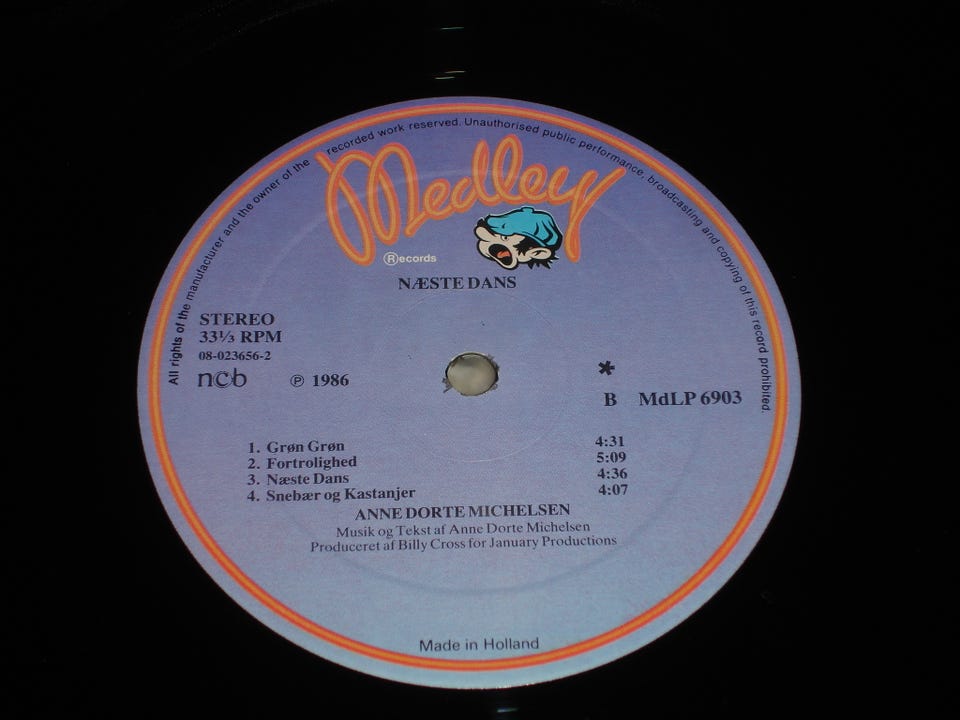 All rights of the manufacturer and the owner of the recorded work reserved. Unauthorised public performance, broadcasting and copying of this record prohibited.
Medley
Ⓡecords
NÆSTE DANS
STEREO
33⅓ RPM
08-023656-2
ncb ℗ 1986
*
B MdLP 6903
1. Grøn Grøn 4:31
2. Fortrolighed 5:09
3. Næste Dans 4:36
4. Snebær og Kastanjer 4:07
ANNE DORTE MICHELSEN
Musik og Tekst af Anne Dorte Michelsen
Produceret af Billy Cross for January Productions
Made in Holland